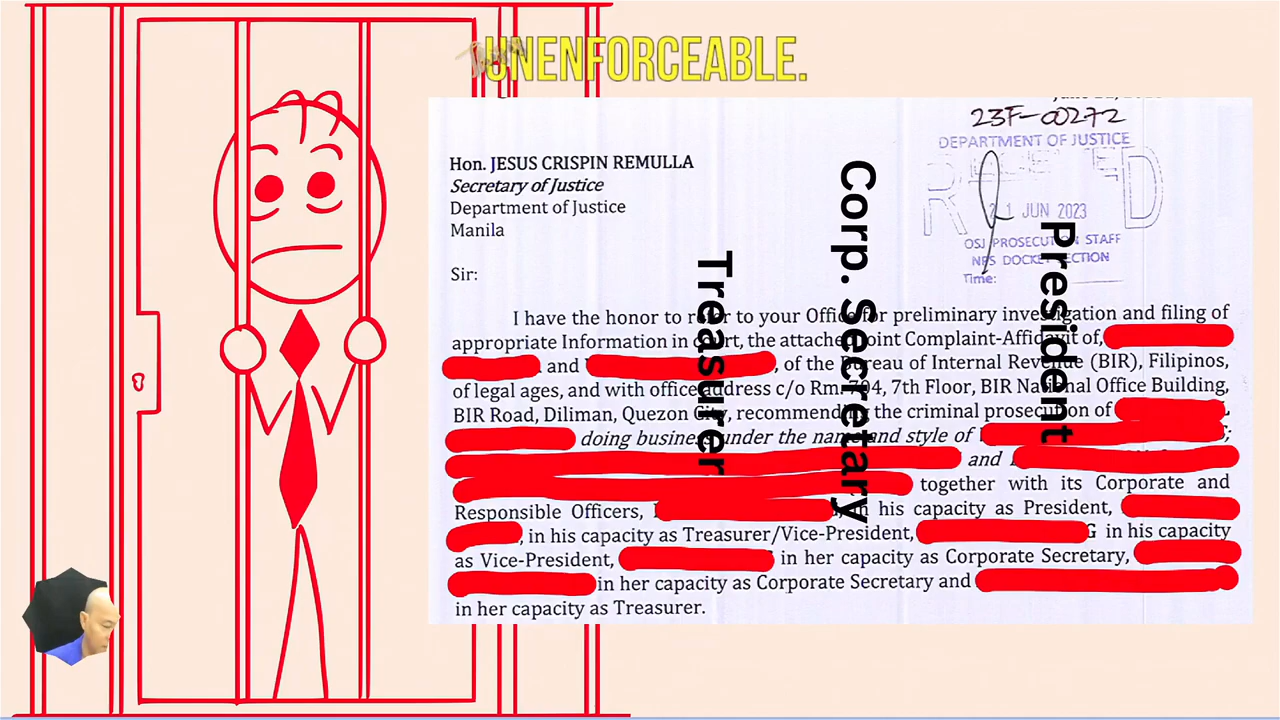 UNENFORCEABLE.
23F-00272
DEPARTMENT OF JUSTICE
21 JUN 2023
OSJ PROSECUTION STAFF
NPS DOCKET SECTION
Time:
Hon. JESUS CRISPIN REMULLA
Secretary of Justice
Department of Justice
Manila
Sir:
I have the honor to refer to your Office for preliminary investigation and filing of
appropriate Information in court, the attached Joint Complaint-Affidavit of,
and , of the Bureau of Internal Revenue (BIR), Filipinos,
of legal ages, and with office address c/o Rm. 704, 7th Floor, BIR National Office Building,
BIR Road, Diliman, Quezon City, recommending the criminal prosecution of
doing business under the name and style of
and
together with its Corporate and
Responsible Officers, in his capacity as President,
, in his capacity as Treasurer/Vice-President, G in his capacity
as Vice-President, in her capacity as Corporate Secretary,
in her capacity as Corporate Secretary and
in her capacity as Treasurer.
Treasurer
Corp. Secretary
President